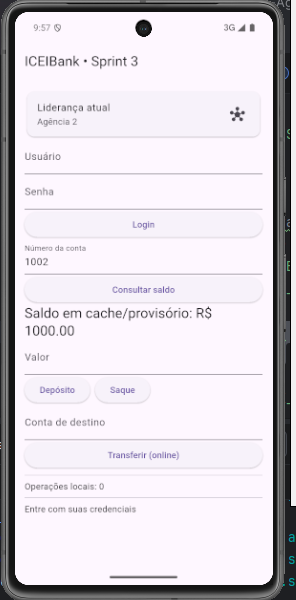 9:57
3G
ICEIBank • Sprint 3
Liderança atual
Agência 2
Usuário
Senha
Login
Número da conta
1002
Consultar saldo
Saldo em cache/provisório: R$
1000.00
Valor
Depósito
Saque
Conta de destino
Transferir (online)
Operações locais: 0
Entre com suas credenciais